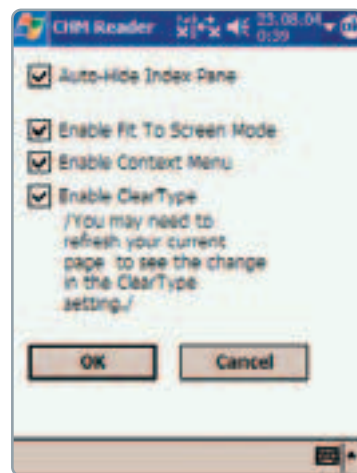 CHM Reader 23.08.04
0:39
Auto-Hide Index Pane
Enable Fit To Screen Mode
Enable Context Menu
Enable ClearType
/You may need to
refresh your current
page to see the change
in the ClearType
setting./
OK Cancel